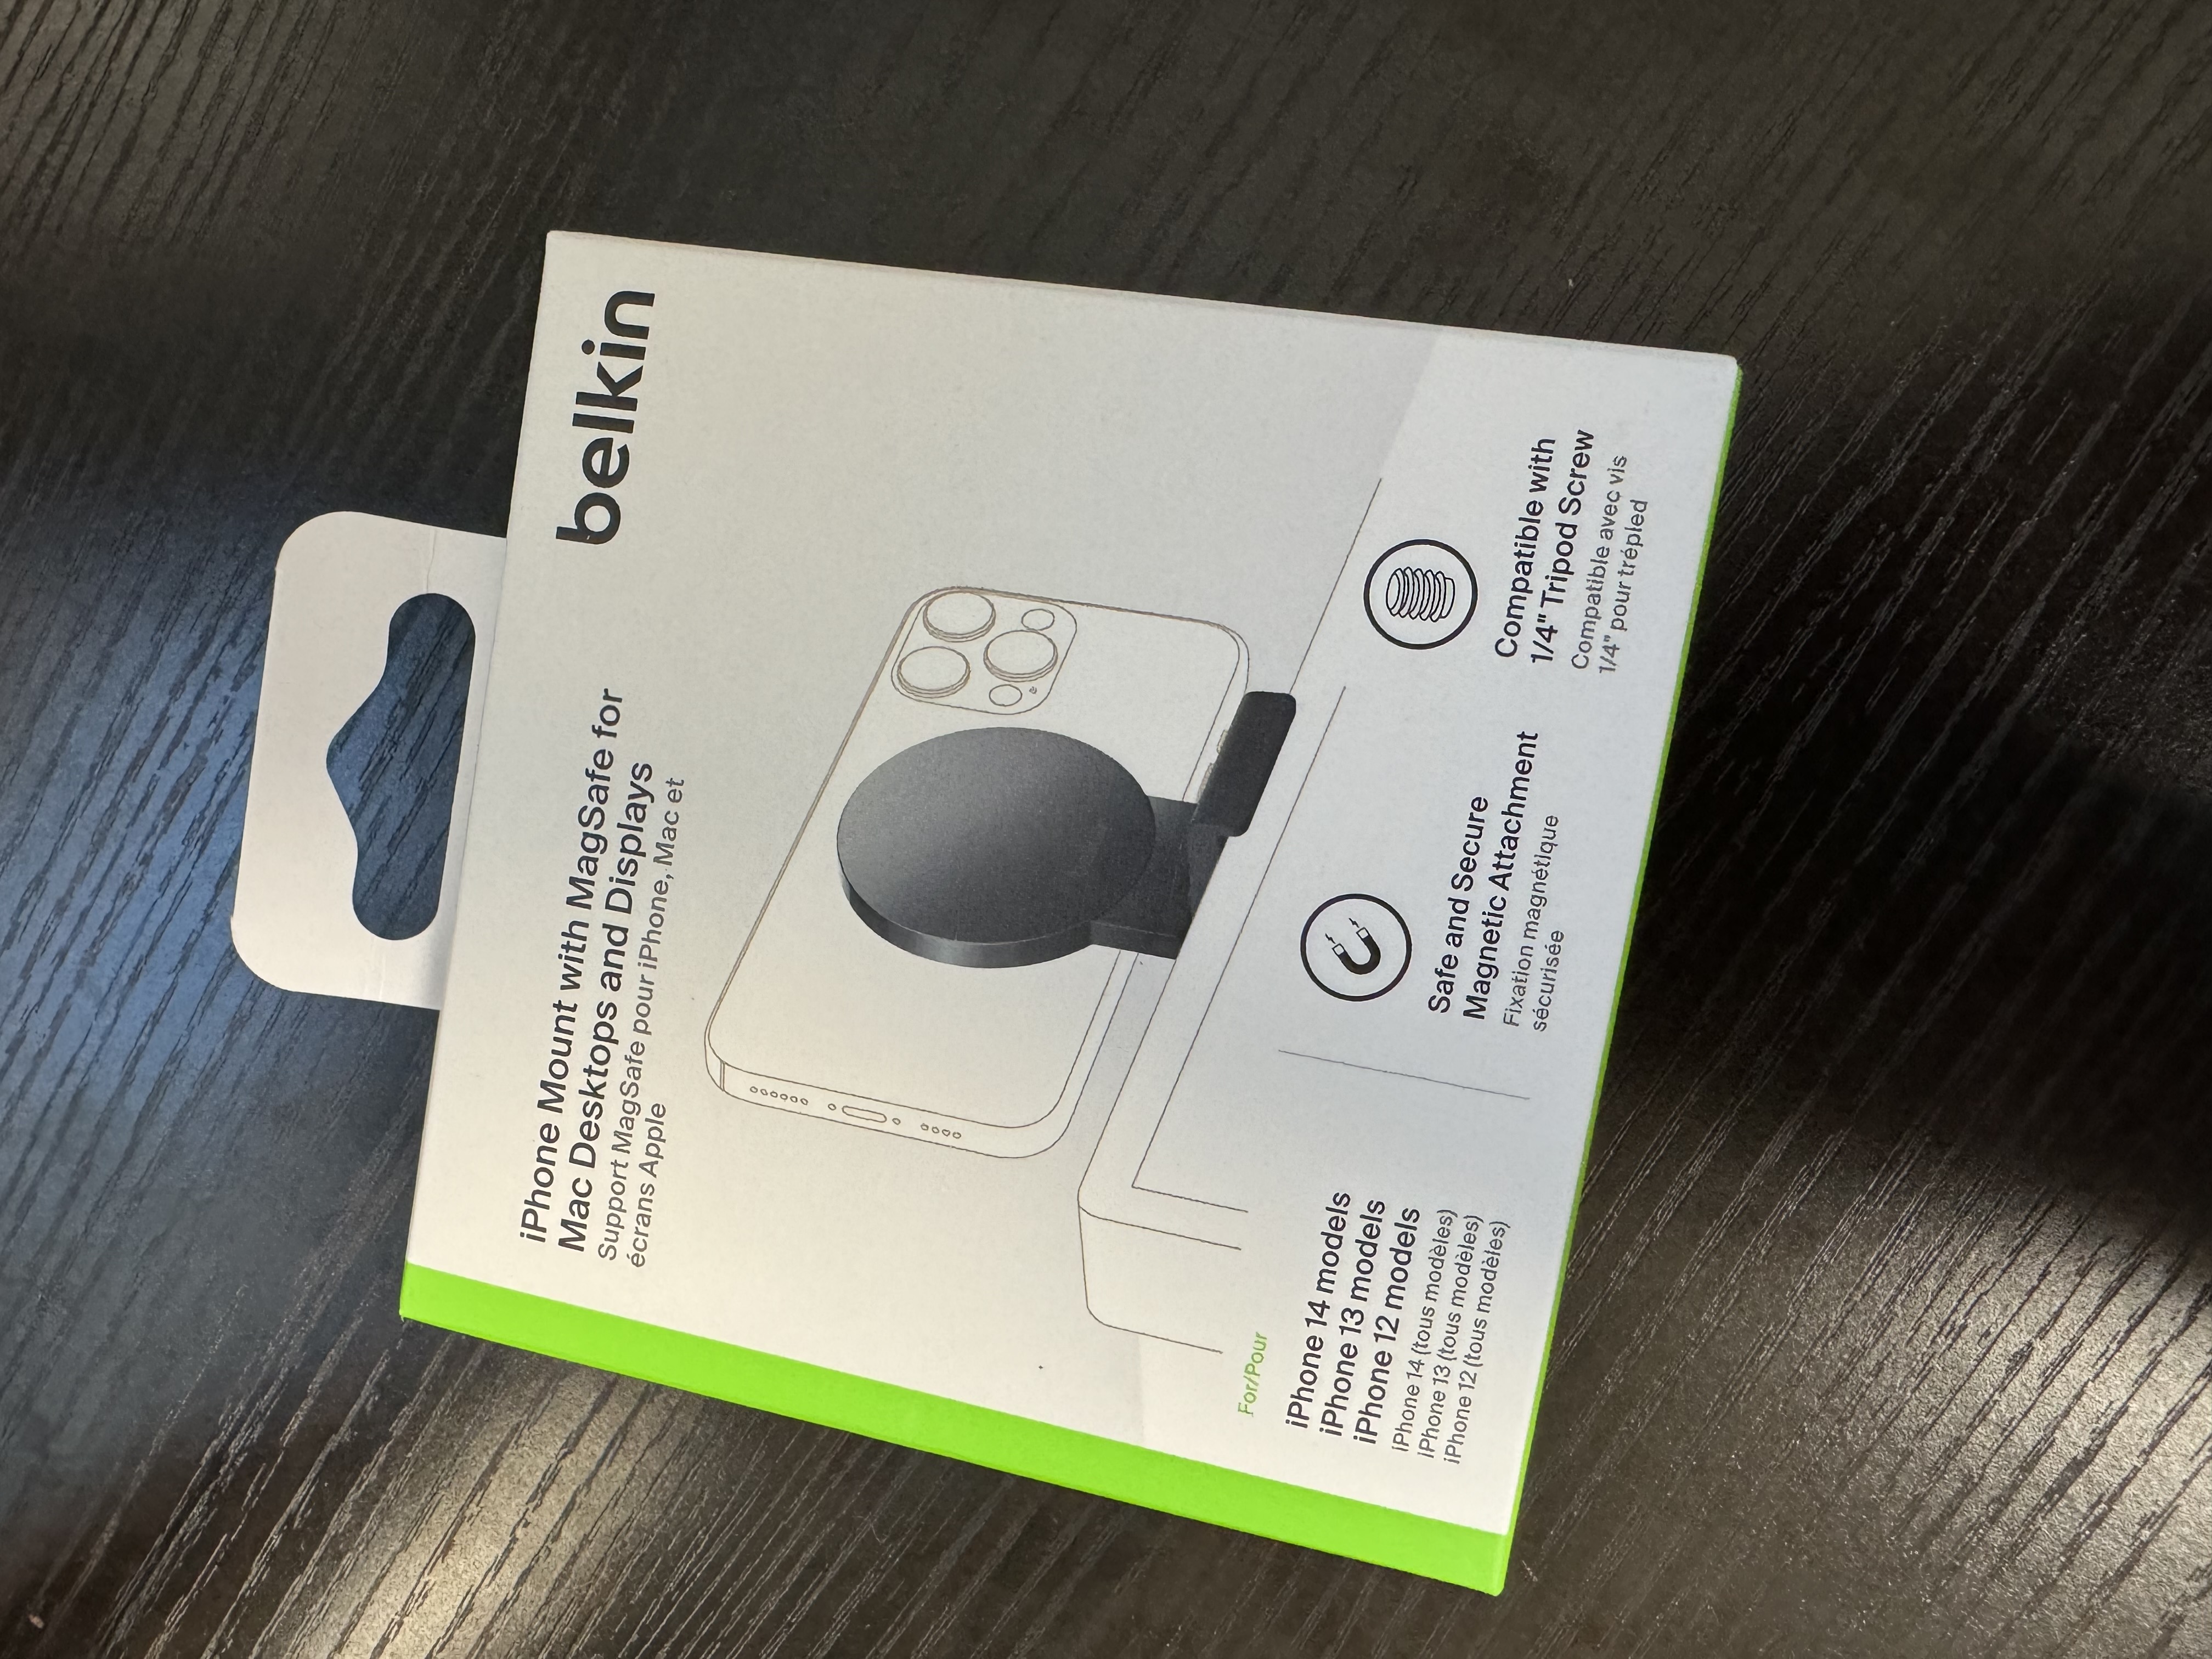 iPhone Mount with MagSafe for
Mac Desktops and Displays
Support MagSafe pour iPhone, Mac et
écrans Apple
belkin
For/Pour
iPhone 14 models
iPhone 13 models
iPhone 12 models
iPhone 14 (tous modèles)
iPhone 13 (tous modèles)
iPhone 12 (tous modèles)
Safe and Secure
Magnetic Attachment
Fixation magnétique
sécurisée
Compatible with
1/4" Tripod Screw
Compatible avec vis
1/4" pour trépied